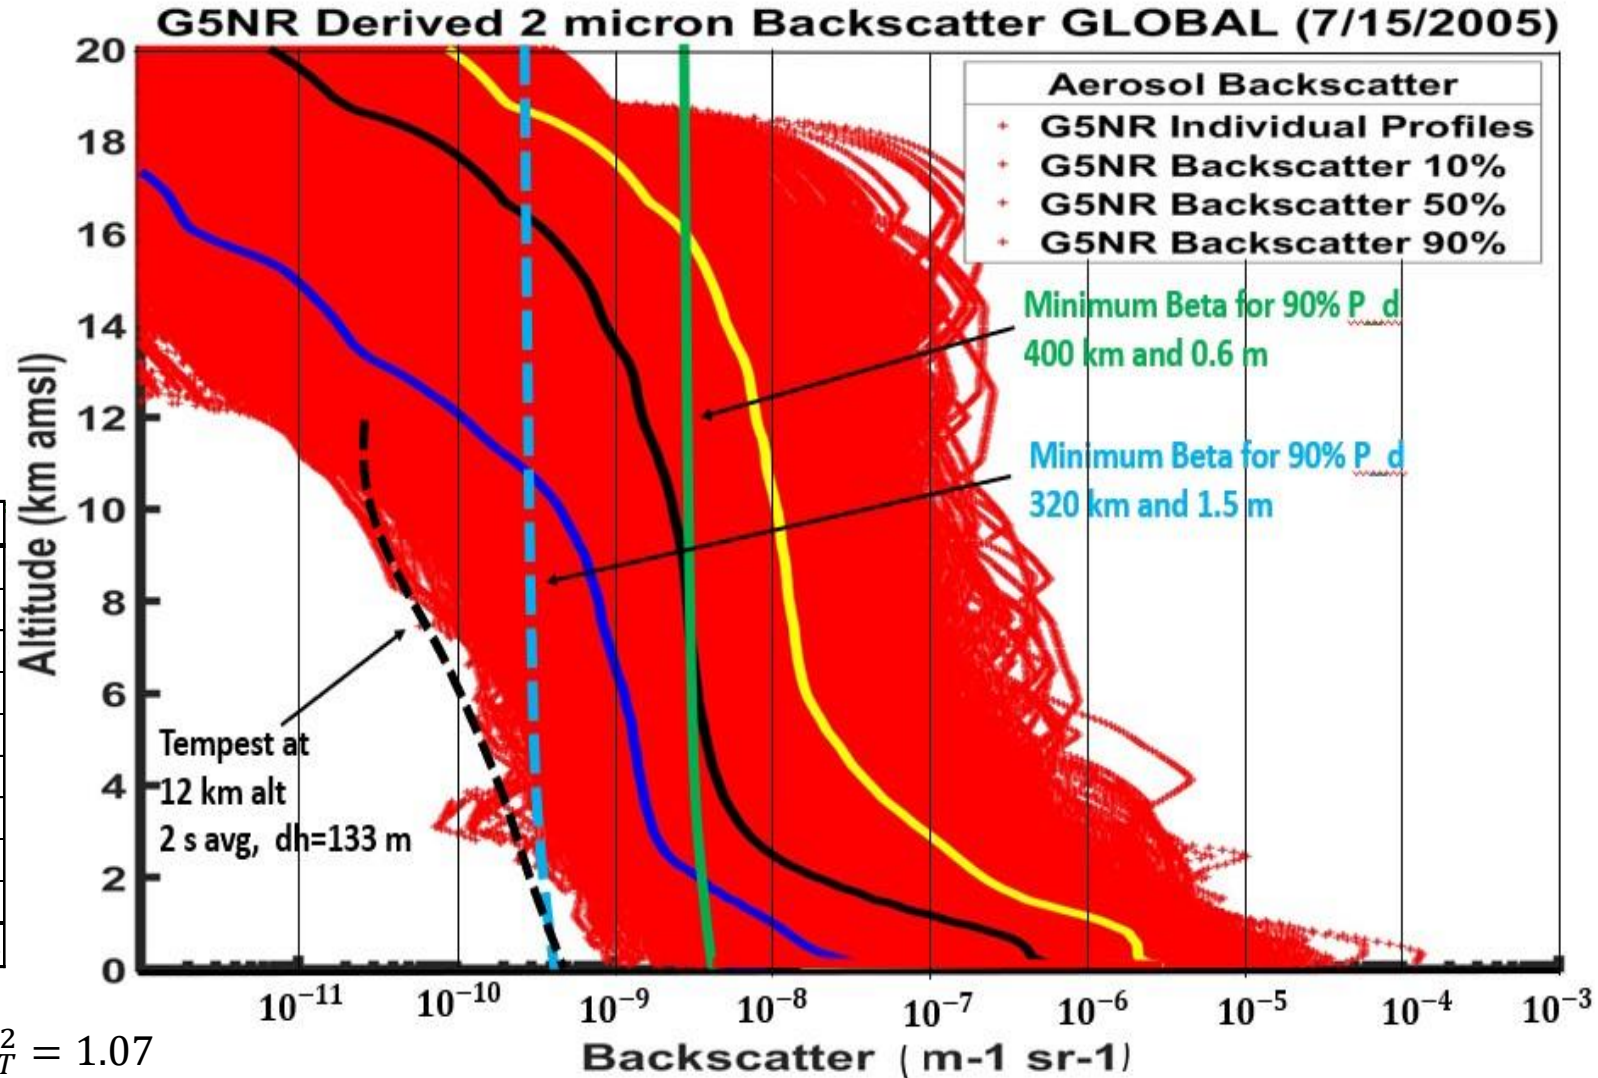 G5NR Derived 2 micron Backscatter GLOBAL (7/15/2005)
Aerosol Backscatter
G5NR Individual Profiles
G5NR Backscatter 10%
G5NR Backscatter 50%
G5NR Backscatter 90%
Minimum Beta for 90% P_d
400 km and 0.6 m
Minimum Beta for 90% P_d
320 km and 1.5 m
Tempest at
12 km alt
2 s avg, dh=133 m
Altitude (km amsl)
20
18
16
14
12
10
8
6
4
2
0
10⁻¹¹ 10⁻¹⁰ 10⁻⁹ 10⁻⁸ 10⁻⁷ 10⁻⁶ 10⁻⁵ 10⁻⁴ 10⁻³
Backscatter ( m-1 sr-1)
²_T = 1.07